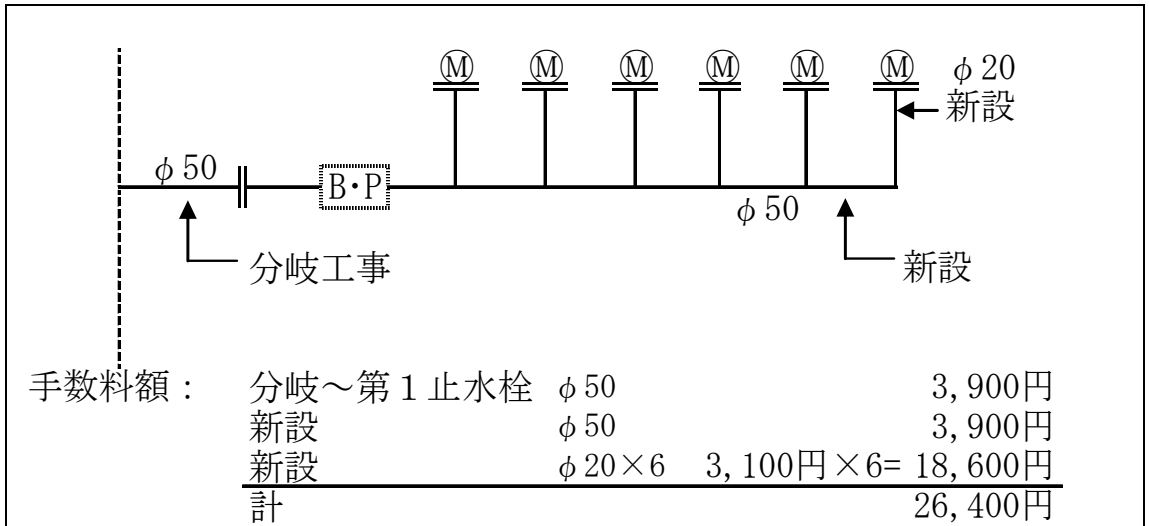 Ⓜ Ⓜ Ⓜ Ⓜ Ⓜ Ⓜ φ20
新設
φ50
B・P
φ50
分岐工事
新設
手数料額： 分岐～第１止水栓 φ50 3,900円
新設 φ50 3,900円
新設 φ20×6 3,100円×6= 18,600円
計 26,400円